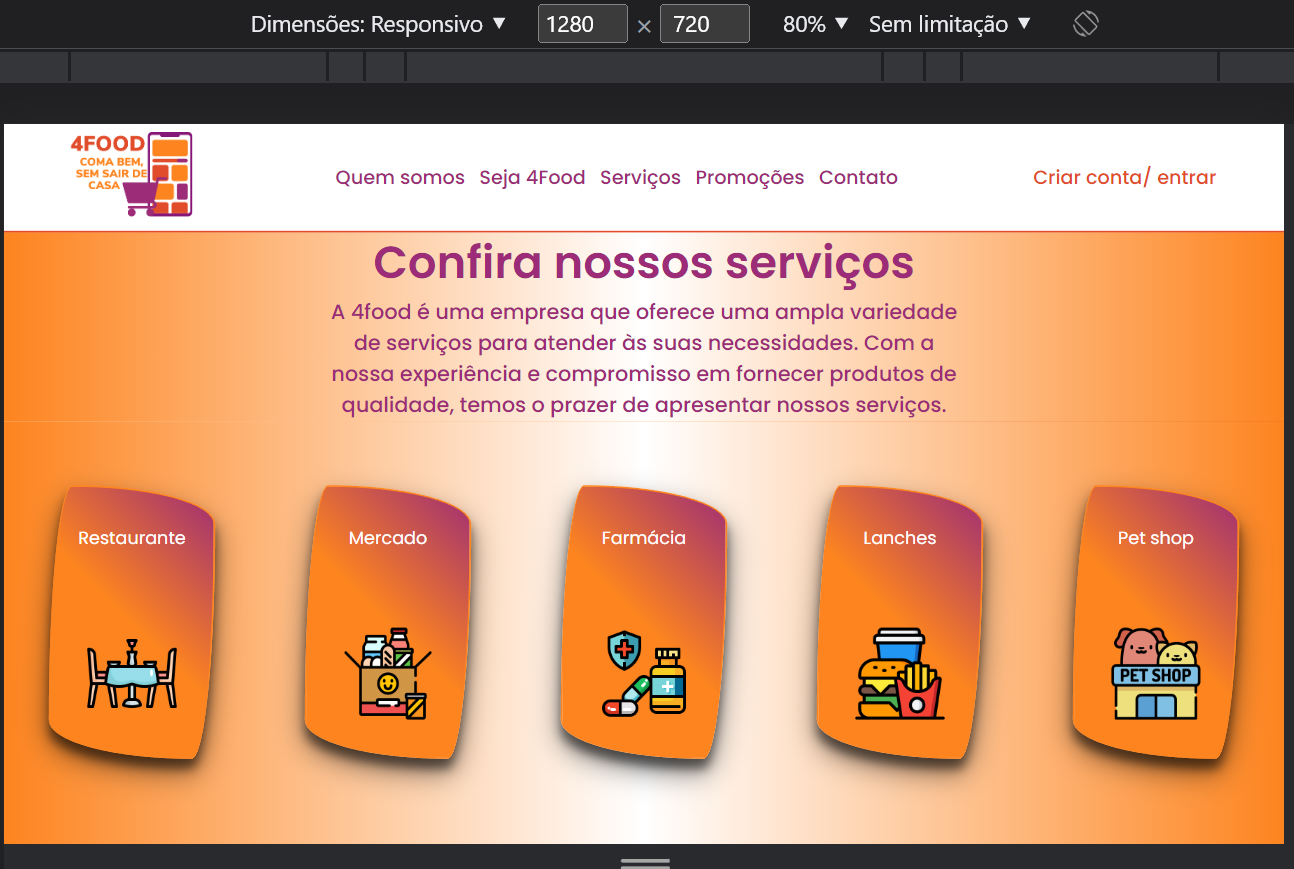 Dimensões: Responsivo ▼ 1280 × 720 80% ▼ Sem limitação ▼
4FOOD
COMA BEM,
SEM SAIR DE
CASA
Quem somos Seja 4Food Serviços Promoções Contato
Criar conta/ entrar
Confira nossos serviços
A 4food é uma empresa que oferece uma ampla variedade
de serviços para atender às suas necessidades. Com a
nossa experiência e compromisso em fornecer produtos de
qualidade, temos o prazer de apresentar nossos serviços.
Restaurante
Mercado
Farmácia
Lanches
Pet shop
PET SHOP